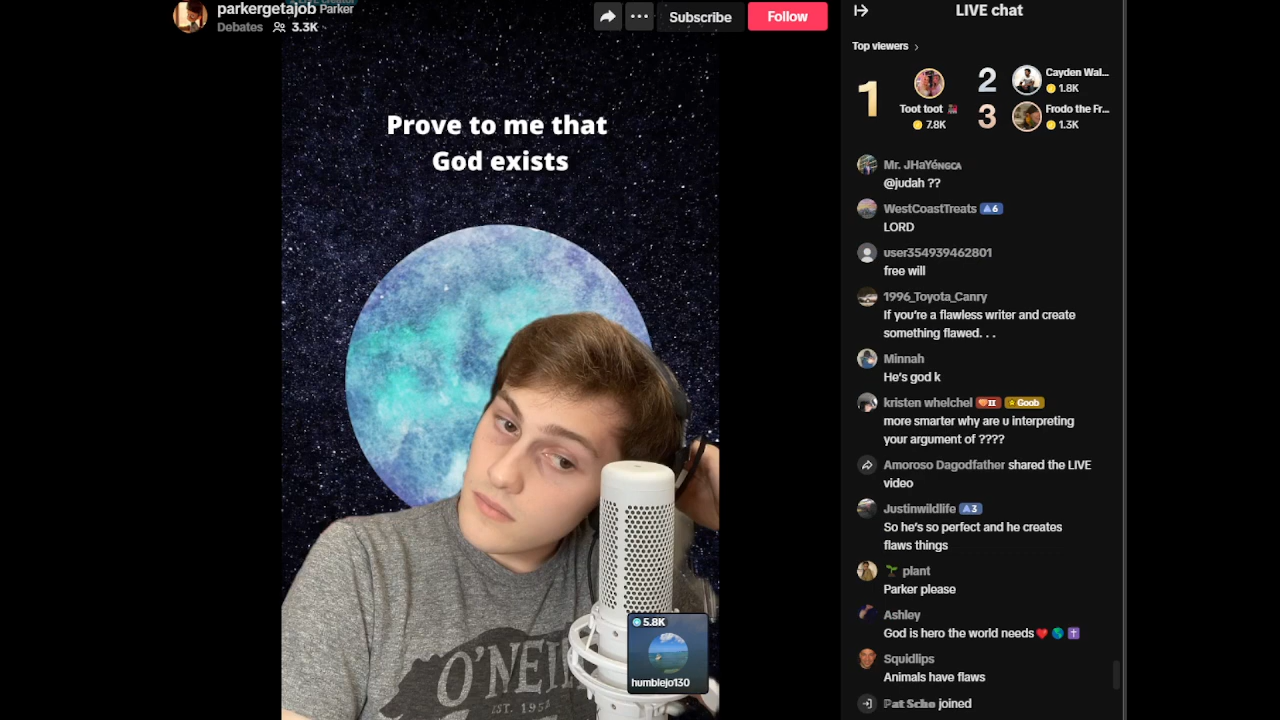 parkergetajob Parker
Debates 3.3K
Subscribe
Follow
Prove to me that
God exists
O'NEIL
EST. 195
5.8K
humblejo130
LIVE chat
Top viewers
1
Toot toot
7.8K
2
Cayden Wal...
1.8K
3
Frodo the Fr...
1.3K
Mr. JHaYéɴɢᴄᴀ
@judah ??
WestCoastTreats 6
LORD
user354939462801
free will
1996_Toyota_Canry
If you're a flawless writer and create
something flawed. . .
Minnah
He's god k
kristen whelchel II Goob
more smarter why are u interpreting
your argument of ????
Amoroso Dagodfather shared the LIVE
video
Justinwildlife 3
So he's so perfect and he creates
flaws things
plant
Parker please
Ashley
God is hero the world needs❤️ 🌎 ✝️
Squidlips
Animals have flaws
Pat Scho joined